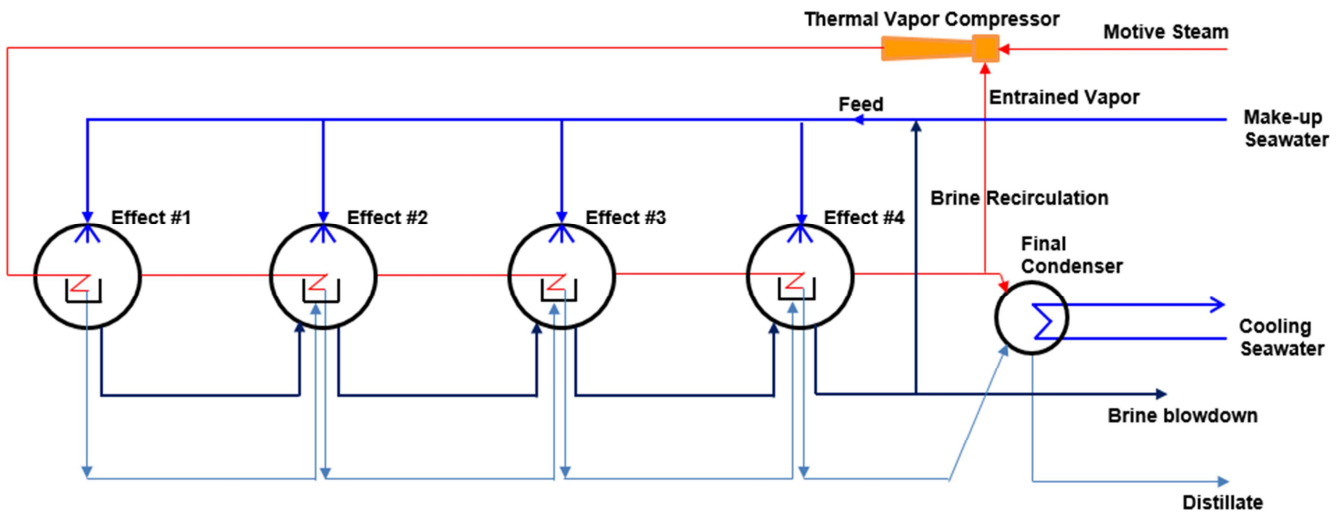 Thermal Vapor Compressor
Motive Steam
Entrained Vapor
Feed
Make-up
Seawater
Brine Recirculation
Effect #1
Effect #2
Effect #3
Effect #4
Final
Condenser
Cooling
Seawater
Brine blowdown
Distillate